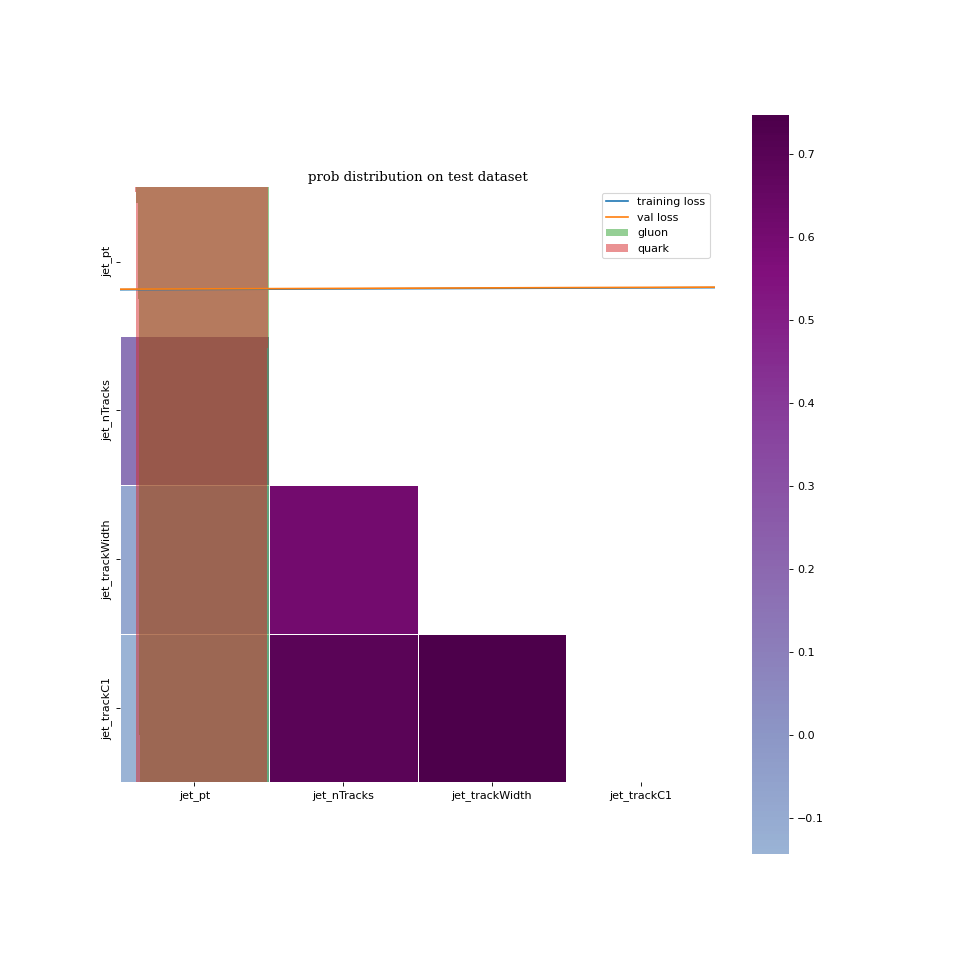 prob distribution on test dataset
training loss
val loss
gluon
quark
jet_pt
jet_nTracks
jet_trackWidth
jet_trackC1
jet_pt
jet_nTracks
jet_trackWidth
jet_trackC1
0.7
0.6
0.5
0.4
0.3
0.2
0.1
0.0
−0.1